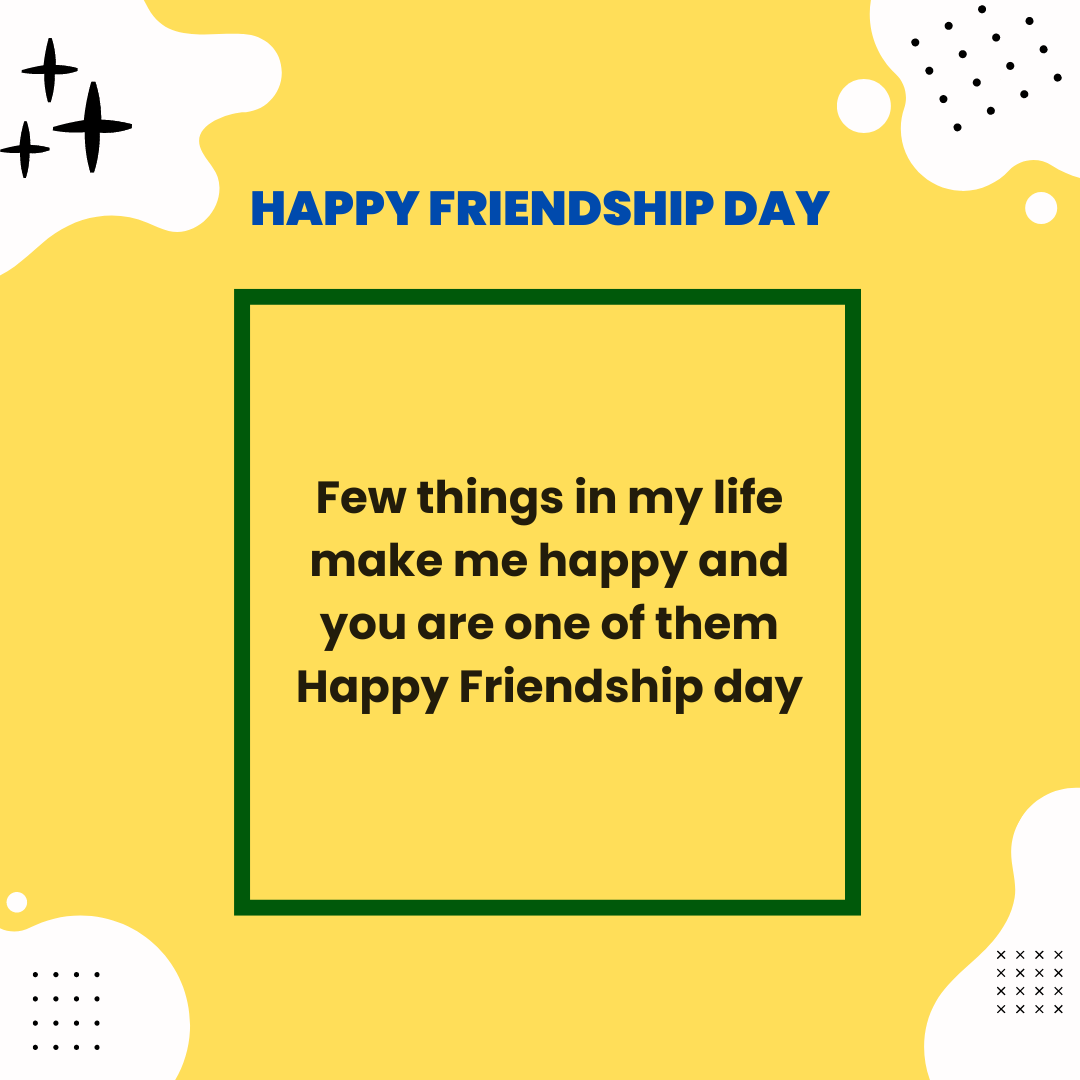 HAPPY FRIENDSHIP DAY
Few things in my life
make me happy and
you are one of them
Happy Friendship day